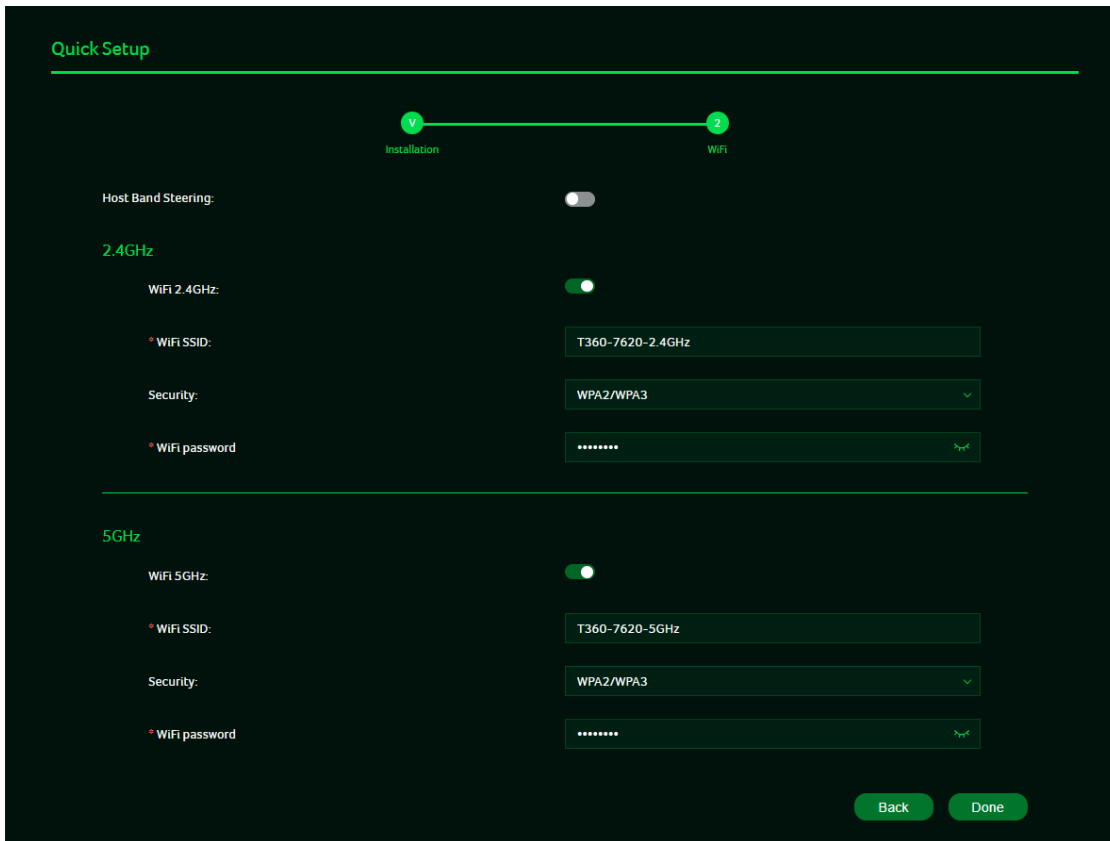 Quick Setup
V
2
Installation
WiFi
Host Band Steering:
2.4GHz
WiFi 2.4GHz:
* WiFi SSID:
T360-7620-2.4GHz
Security:
WPA2/WPA3
* WiFi password
••••••••
5GHz
WiFi 5GHz:
* WiFi SSID:
T360-7620-5GHz
Security:
WPA2/WPA3
* WiFi password
••••••••
Back
Done